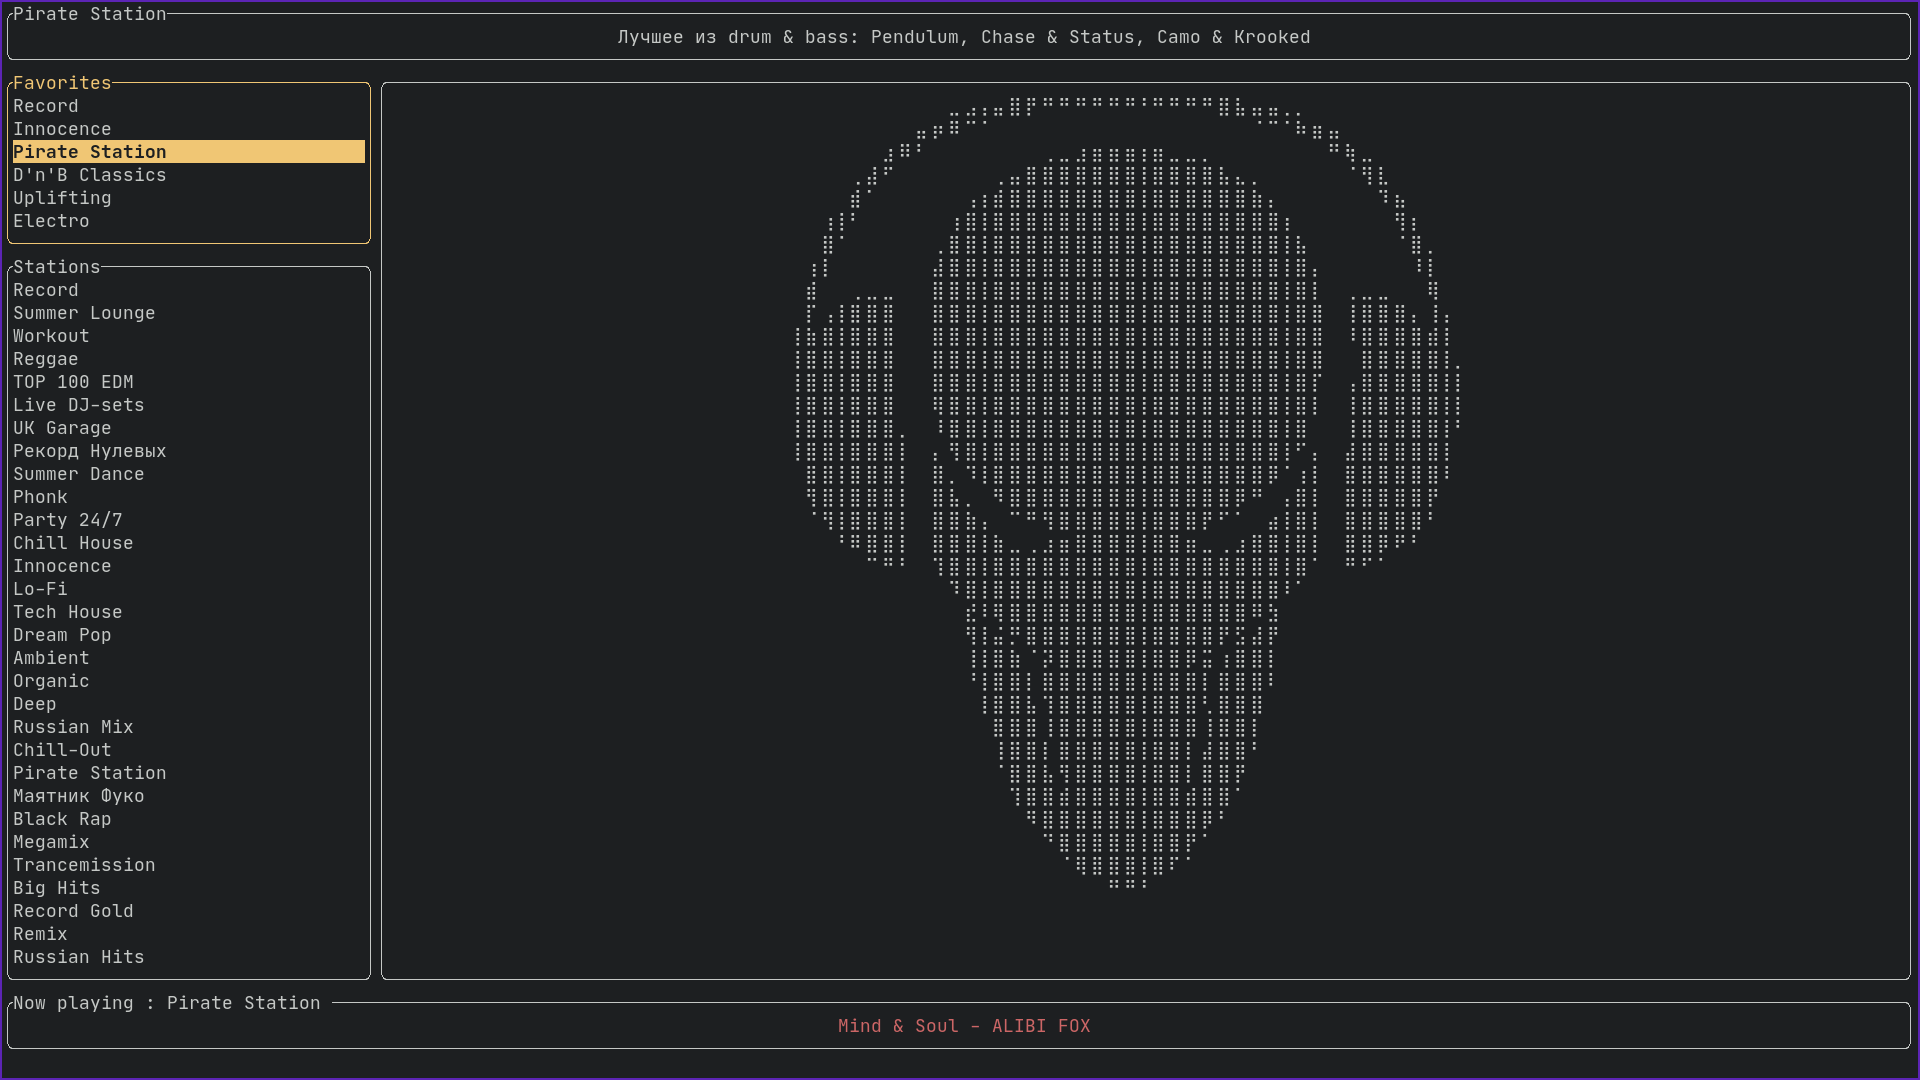 Pirate Station
Лучшее из drum & bass: Pendulum, Chase & Status, Camo & Krooked
Favorites
Record
Innocence
Pirate Station
D'n'B Classics
Uplifting
Electro
Stations
Record
Summer Lounge
Workout
Reggae
TOP 100 EDM
Live DJ-sets
UK Garage
Рекорд Нулевых
Summer Dance
Phonk
Party 24/7
Chill House
Innocence
Lo-Fi
Tech House
Dream Pop
Ambient
Organic
Deep
Russian Mix
Chill-Out
Pirate Station
Маятник Фуко
Black Rap
Megamix
Trancemission
Big Hits
Record Gold
Remix
Russian Hits
Now playing : Pirate Station
Mind & Soul - ALIBI FOX